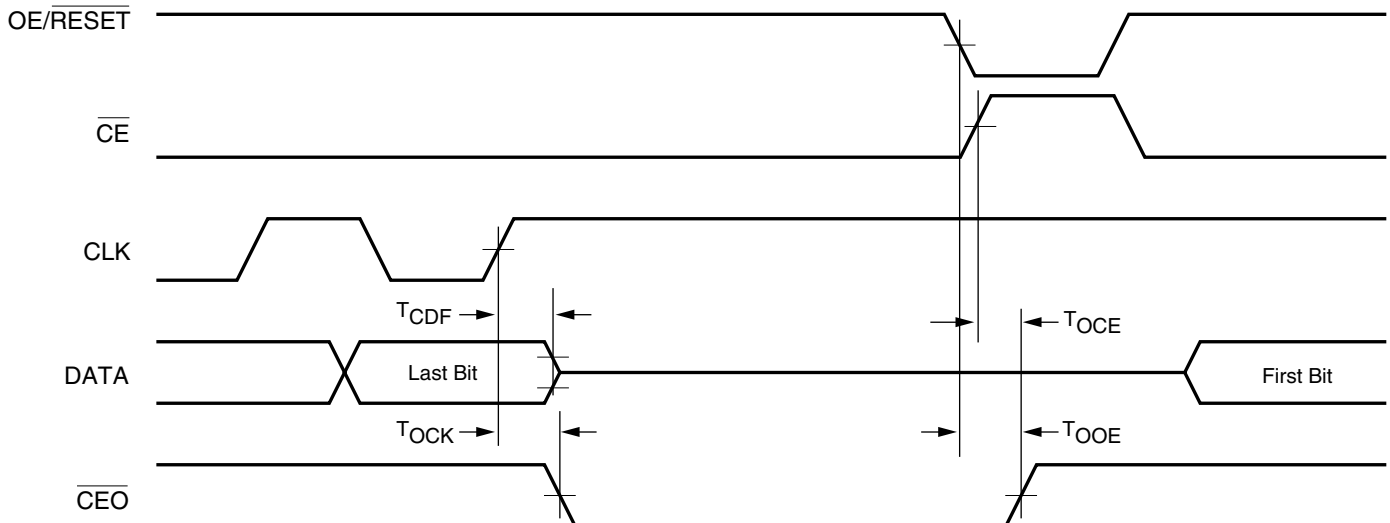 OE/RESET
CE
CLK
TCDF
TOCE
DATA
Last Bit
First Bit
TOCK
TOOE
CEO